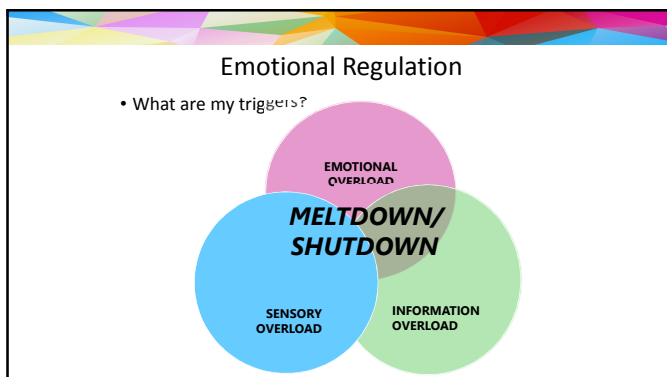 Emotional Regulation
• What are my triggers?
EMOTIONAL
OVERLOAD
MELTDOWN/
SHUTDOWN
SENSORY
OVERLOAD
INFORMATION
OVERLOAD